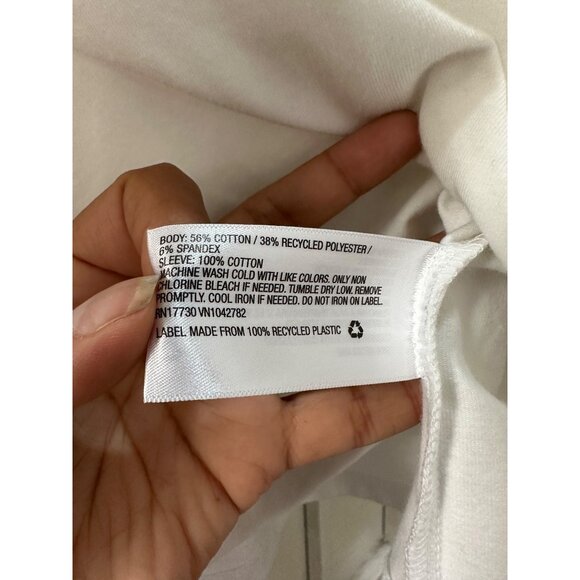 BODY: 56% COTTON / 38% RECYCLED POLYESTER /
6% SPANDEX
SLEEVE: 100% COTTON
MACHINE WASH COLD WITH LIKE COLORS. ONLY NON
CHLORINE BLEACH IF NEEDED. TUMBLE DRY LOW. REMOVE
PROMPTLY. COOL IRON IF NEEDED. DO NOT IRON ON LABEL.
RN17730 VN1042782
LABEL MADE FROM 100% RECYCLED PLASTIC